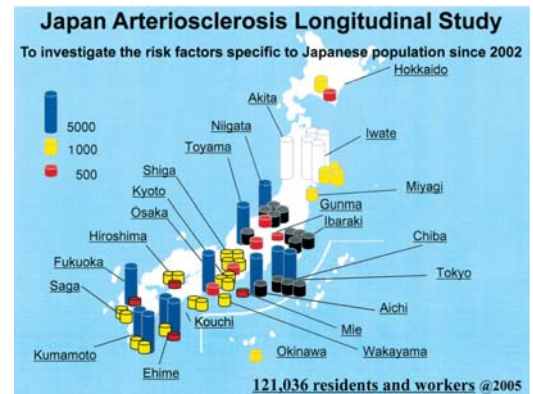 Japan Arteriosclerosis Longitudinal Study
To investigate the risk factors specific to Japanese population since 2002
Hokkaido
Akita
5000
Niigata
Iwate
1000
Toyama
500
Shiga
Miyagi
Kyoto
Gunma
Osaka
Ibaraki
Hiroshima
Chiba
Fukuoka
Tokyo
Saga
Aichi
Kouchi
Mie
Kumamoto
Okinawa
Wakayama
Ehime
121,036 residents and workers @2005